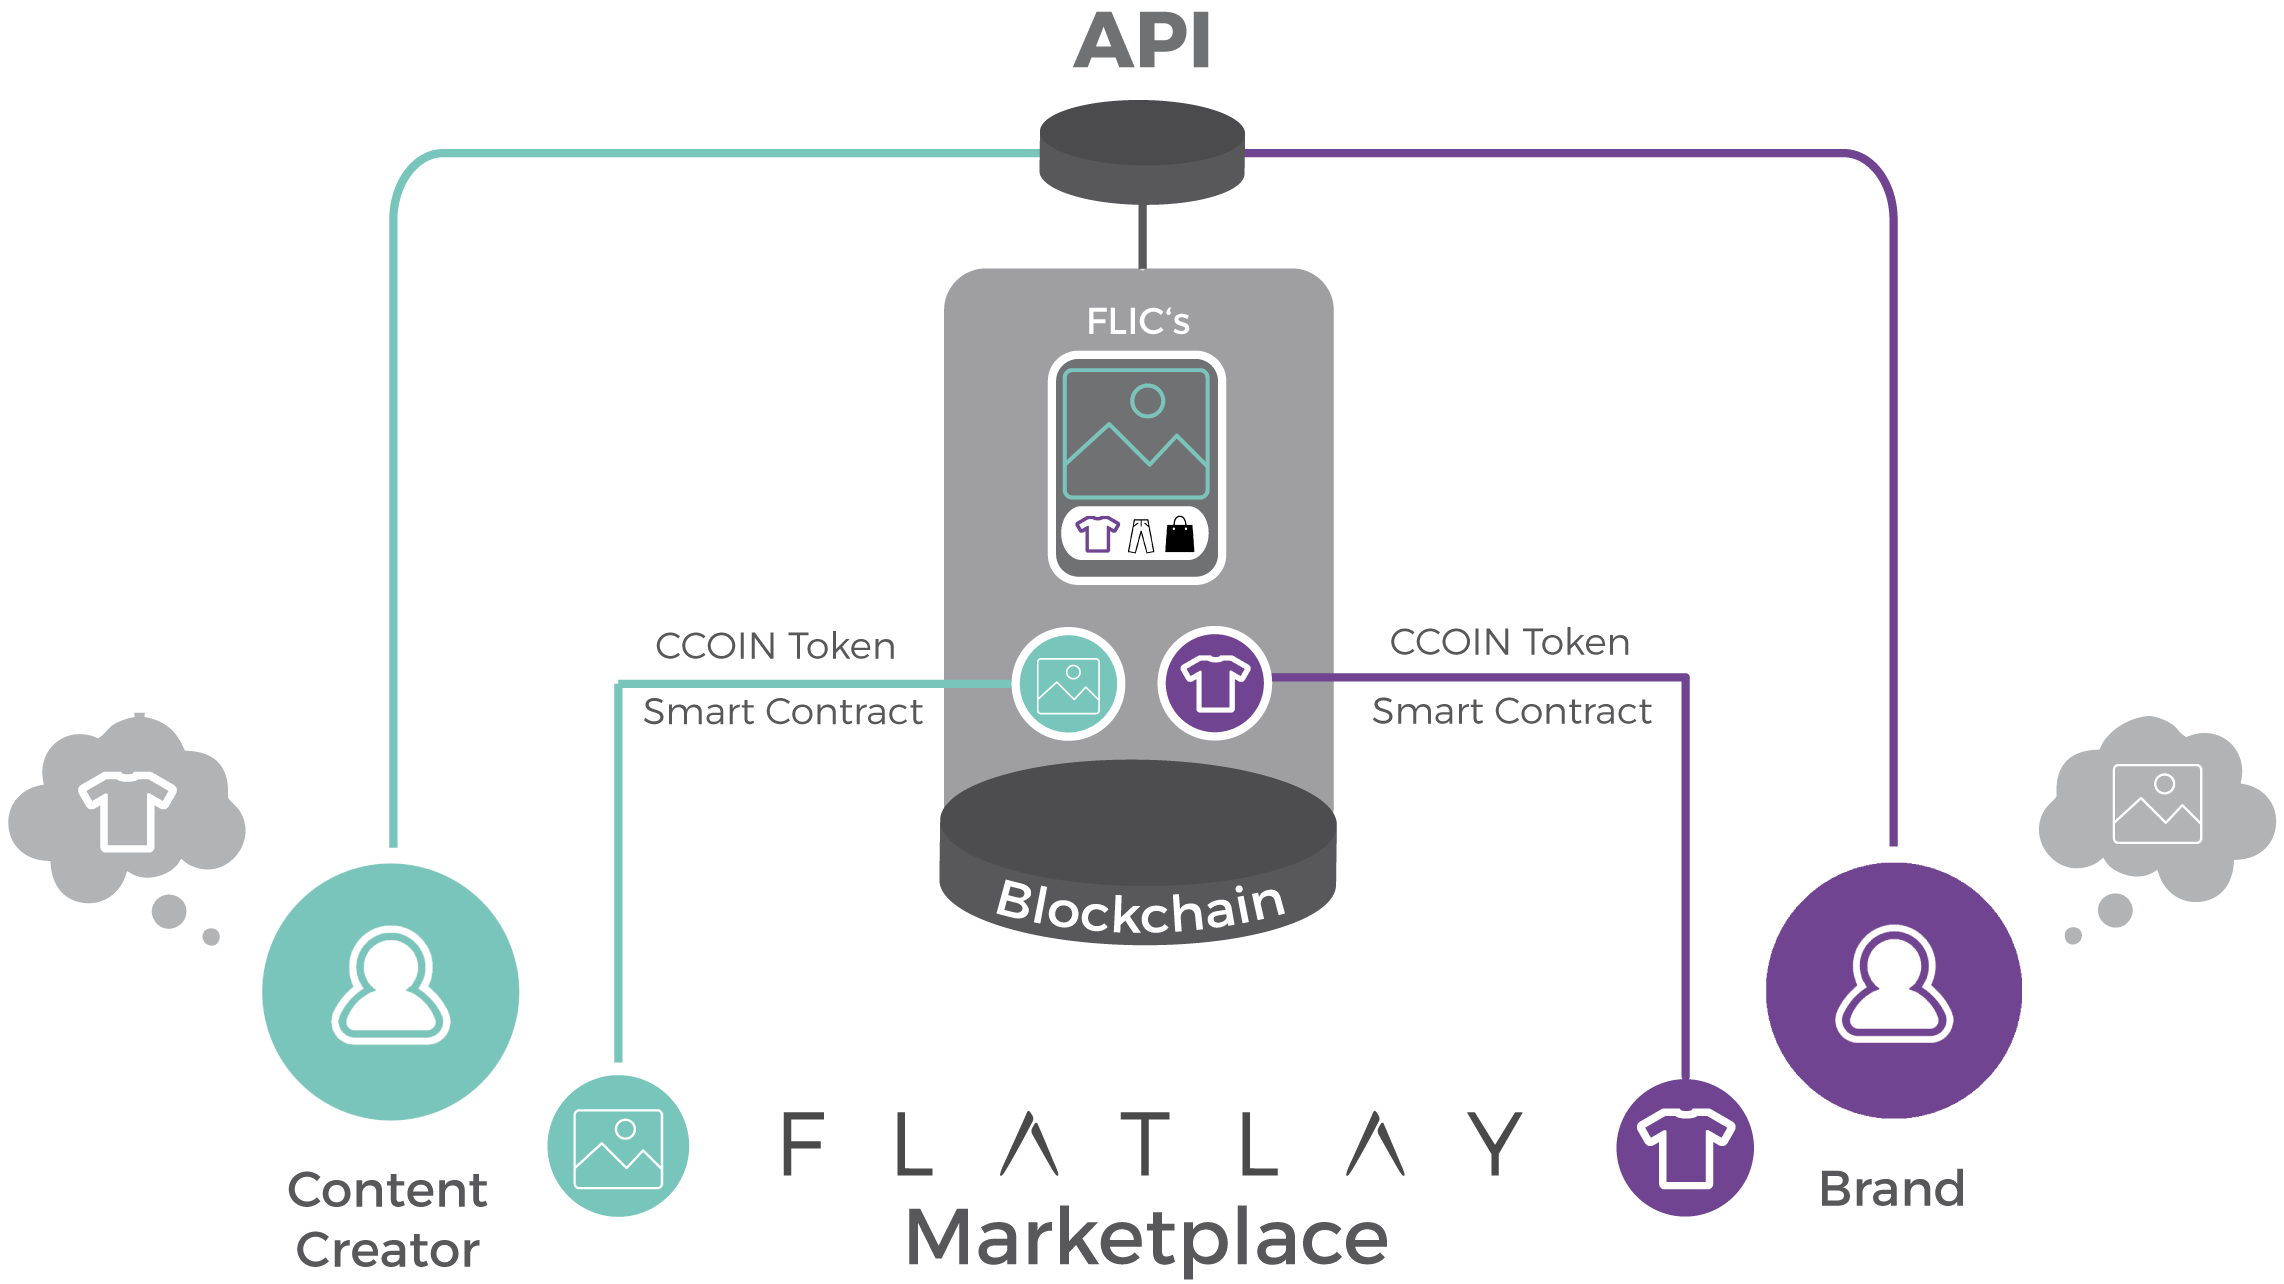 API
FLIC‘s
CCOIN Token
Smart Contract
CCOIN Token
Smart Contract
Blockchain
Content
Creator
FLATLAY
Marketplace
Brand